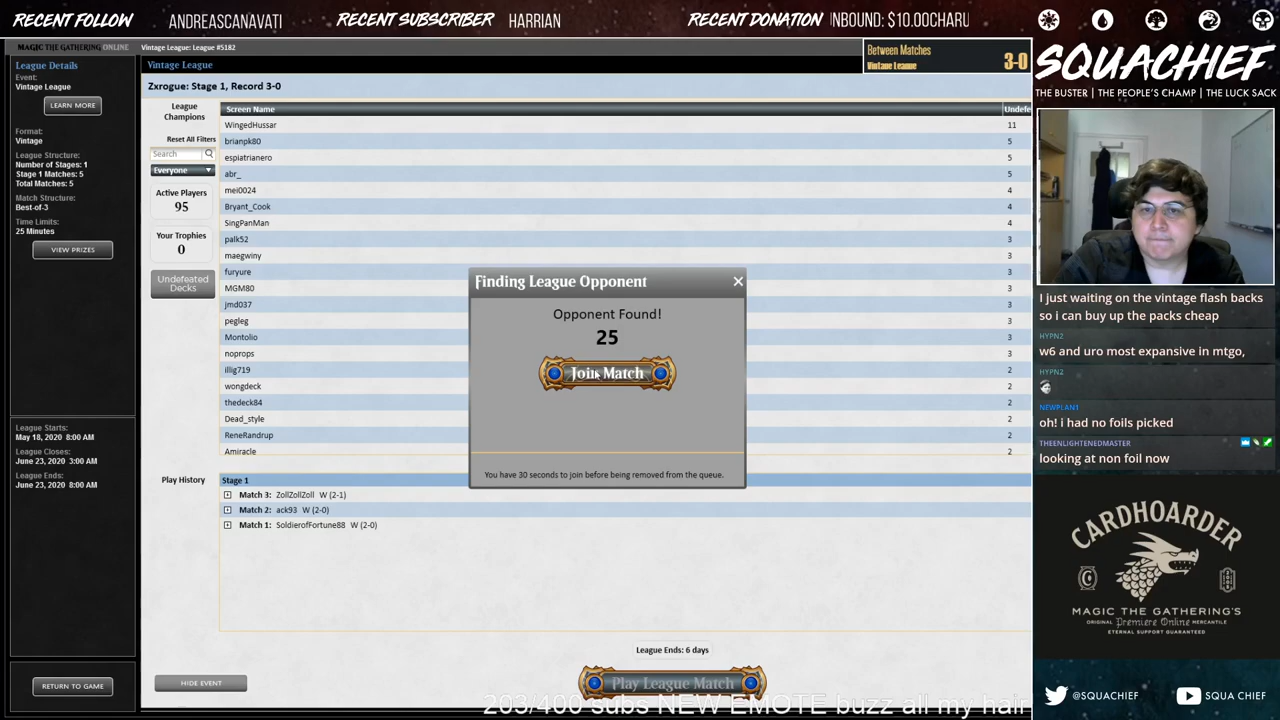 RECENT FOLLOW ANDREASCANAVATI RECENT SUBSCRIBER HARRIAN RECENT DONATION INBOUND: $10.00CHARU
MAGIC THE GATHERING ONLINE Vintage League: League #5182
League Details
Event:
Vintage League
LEARN MORE
Format:
Vintage
League Structure:
Number of Stages: 1
Stage 1 Matches: 5
Total Matches: 5
Match Structure:
Best-of-3
Time Limits:
25 Minutes
VIEW PRIZES
League Starts:
May 18, 2020 8:00 AM
League Closes:
June 23, 2020 3:00 AM
League Ends:
June 23, 2020 8:00 AM
RETURN TO GAME
Vintage League
Zxrogue: Stage 1, Record 3-0
Between Matches
Vintage League
3-0
League Champions
Reset All Filters
Search
Everyone
Active Players
95
Your Trophies
0
Undefeated Decks
Screen Name Undefe
WingedHussar 11
brianpk80 5
espiatrianero 5
abr_ 5
mei0024 4
Bryant_Cook 4
SingPanMan 4
palk52 3
maegwiny 3
furyure 3
MGM80 3
jmd037 3
pegleg 3
Montolio 3
noprops 3
illig719 2
wongdeck 2
thedeck84 2
Dead_style 2
ReneRandrup 2
Amiracle 2
Finding League Opponent
Opponent Found!
25
Join Match
You have 30 seconds to join before being removed from the queue.
Play History
Stage 1
Match 3: ZollZollZoll W (2-1)
Match 2: ack93 W (2-0)
Match 1: SoldierofFortune88 W (2-0)
League Ends: 6 days
HIDE EVENT
Play League Match
203/400 subs NEW EMOTE buzz all my hair
SQUACHIEF
THE BUSTER | THE PEOPLE'S CHAMP | THE LUCK SACK
I just waiting on the vintage flash backs
so i can buy up the packs cheap
HYPN2
w6 and uro most expensive in mtgo,
HYPN2
NEWPLAN1
oh! i had no foils picked
THEENLIGHTENEDMASTER
looking at non foil now
CARDHOARDER
MAGIC THE GATHERING'S
ORIGINAL Premiere Online MERCANTILE
ETERNAL SUPPORT GUARANTEED
@SQUACHIEF SQUA CHIEF